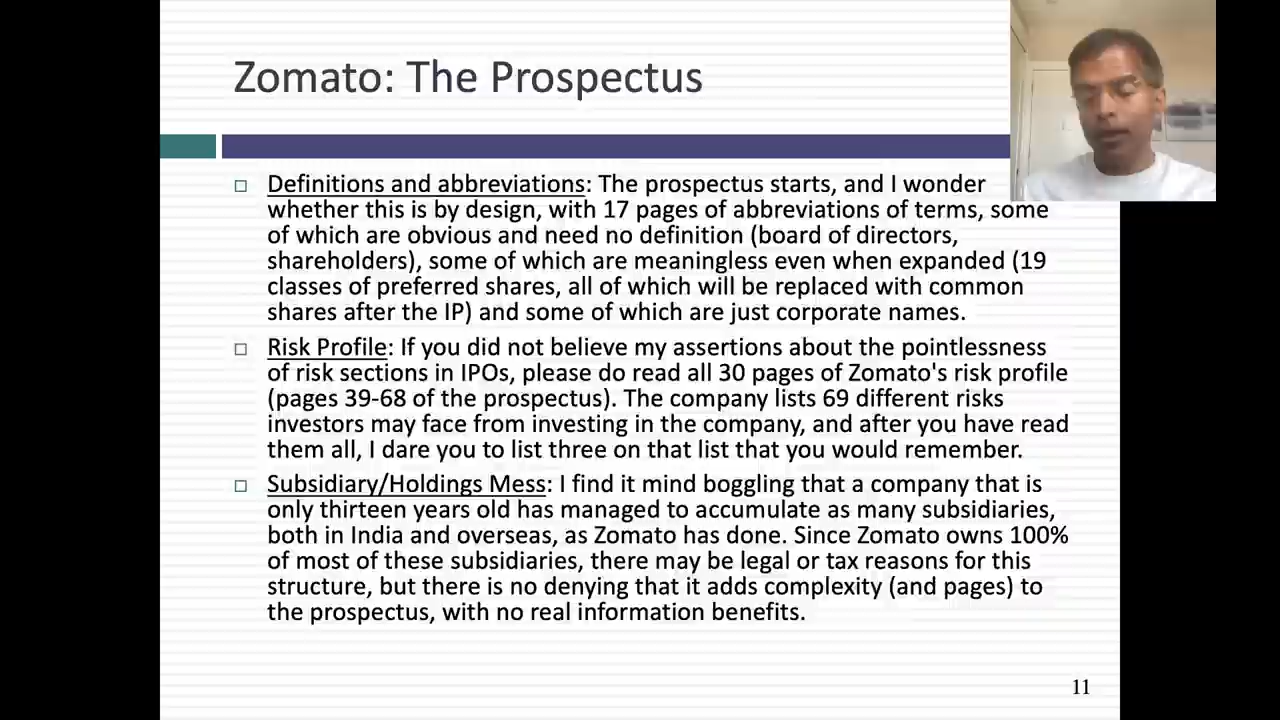 Zomato: The Prospectus
Definitions and abbreviations: The prospectus starts, and I wonder
whether this is by design, with 17 pages of abbreviations of terms, some
of which are obvious and need no definition (board of directors,
shareholders), some of which are meaningless even when expanded (19
classes of preferred shares, all of which will be replaced with common
shares after the IP) and some of which are just corporate names.
Risk Profile: If you did not believe my assertions about the pointlessness
of risk sections in IPOs, please do read all 30 pages of Zomato's risk profile
(pages 39-68 of the prospectus). The company lists 69 different risks
investors may face from investing in the company, and after you have read
them all, I dare you to list three on that list that you would remember.
Subsidiary/Holdings Mess: I find it mind boggling that a company that is
only thirteen years old has managed to accumulate as many subsidiaries,
both in India and overseas, as Zomato has done. Since Zomato owns 100%
of most of these subsidiaries, there may be legal or tax reasons for this
structure, but there is no denying that it adds complexity (and pages) to
the prospectus, with no real information benefits.
11